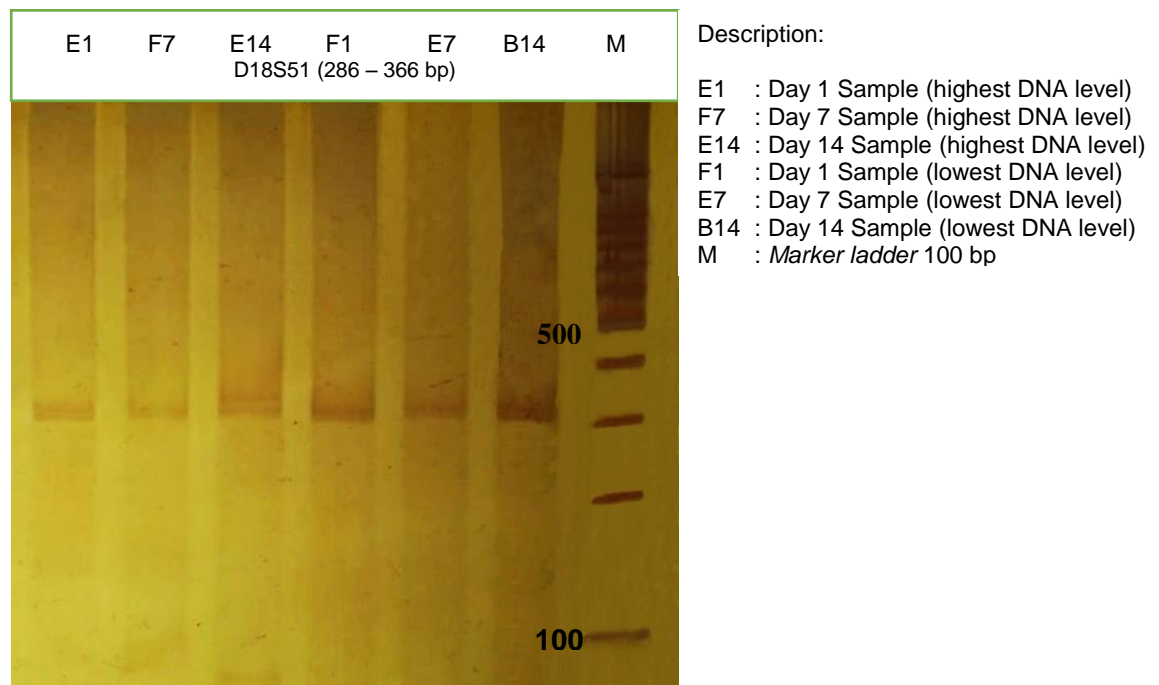 E1 F7 E14 F1 E7 B14 M
D18S51 (286 – 366 bp)
500
100
Description:
E1 : Day 1 Sample (highest DNA level)
F7 : Day 7 Sample (highest DNA level)
E14 : Day 14 Sample (highest DNA level)
F1 : Day 1 Sample (lowest DNA level)
E7 : Day 7 Sample (lowest DNA level)
B14 : Day 14 Sample (lowest DNA level)
M : Marker ladder 100 bp